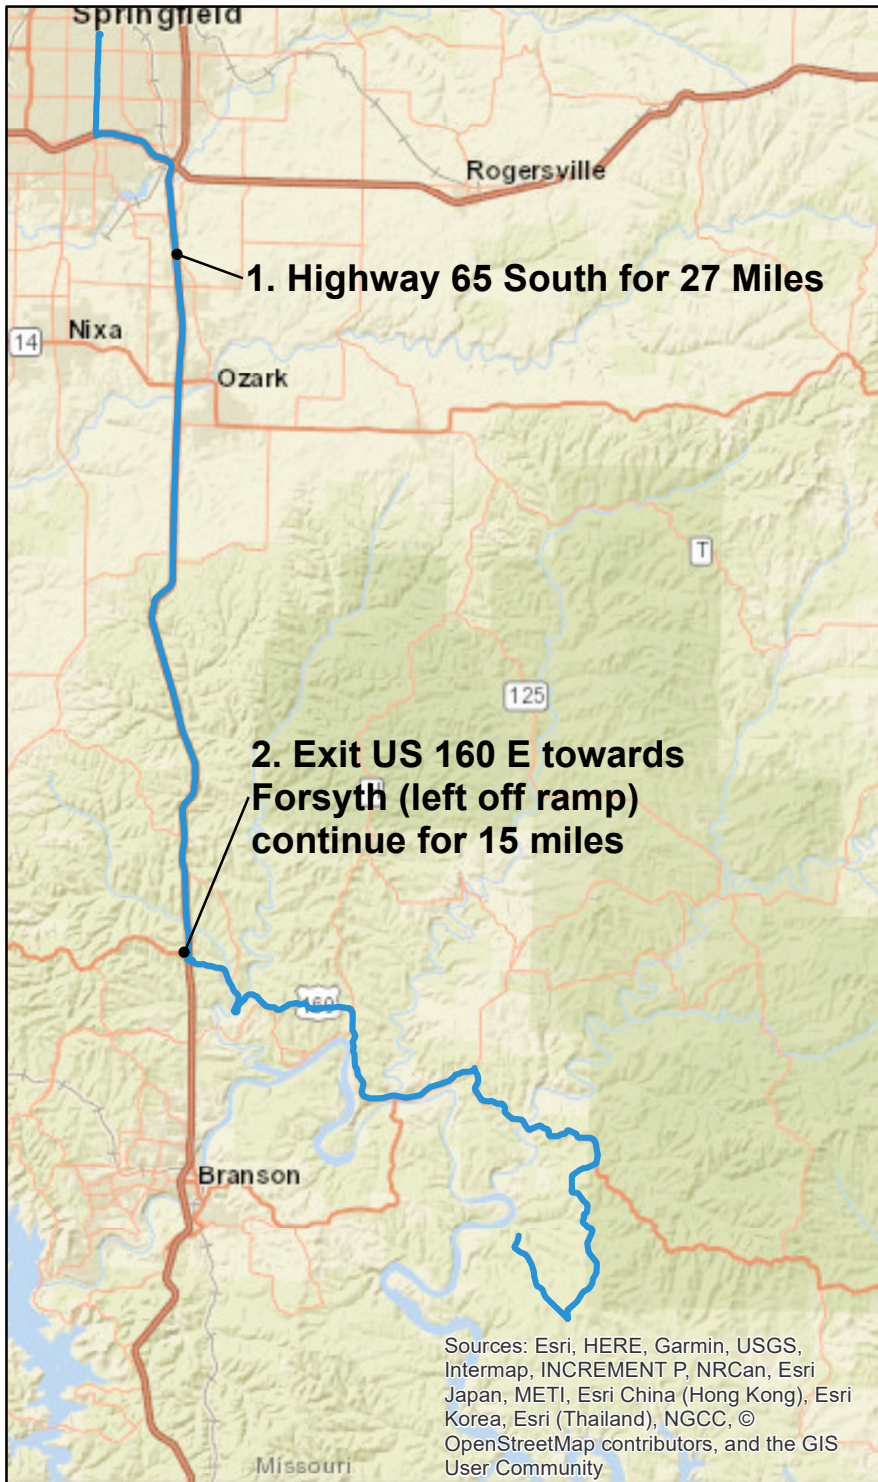 Springfield
Rogersville
1. Highway 65 South for 27 Miles
14
Nixa
Ozark
T
125
2. Exit US 160 E towards
Forsyth (left off ramp)
continue for 15 miles
160
Branson
Sources: Esri, HERE, Garmin, USGS,
Intermap, INCREMENT P, NRCan, Esri
Japan, METI, Esri China (Hong Kong), Esri
Korea, Esri (Thailand), NGCC, ©
OpenStreetMap contributors, and the GIS
User Community
Missouri